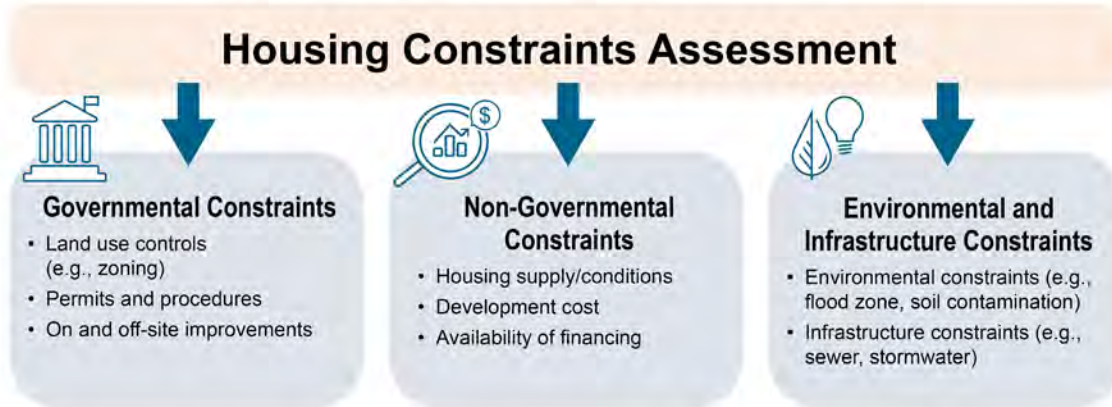 Housing Constraints Assessment
$
Governmental Constraints
• Land use controls
(e.g., zoning)
• Permits and procedures
• On and off-site improvements
Non-Governmental
Constraints
• Housing supply/conditions
• Development cost
• Availability of financing
Environmental and
Infrastructure Constraints
• Environmental constraints (e.g.,
flood zone, soil contamination)
• Infrastructure constraints (e.g.,
sewer, stormwater)